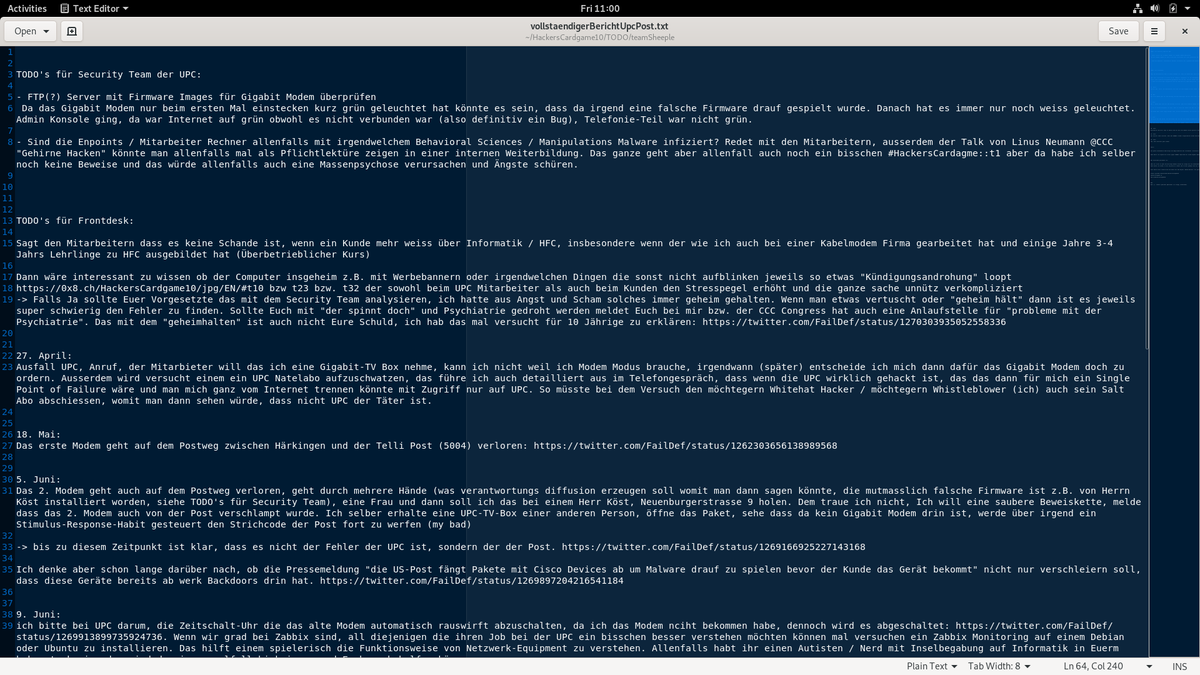 Activities Text Editor Fri 11:00
Open vollstaendigerBerichtUpcPost.txt Save
~/HackersCardgame10/TODO/teamSheeple
1
2
3 TODO's für Security Team der UPC:
4
5 - FTP(?) Server mit Firmware Images für Gigabit Modem überprüfen
6 Da das Gigabit Modem nur beim ersten Mal einstecken kurz grün geleuchtet hat könnte es sein, dass da irgend eine falsche Firmware drauf gespielt wurde. Danach hat es immer nur noch weiss geleuchtet.
Admin Konsole ging, da war Internet auf grün obwohl es nicht verbunden war (also definitiv ein Bug), Telefonie-Teil war nicht grün.
7
8 - Sind die Enpoints / Mitarbeiter Rechner allenfalls mit irgendwelchem Behavioral Sciences / Manipulations Malware infiziert? Redet mit den Mitarbeitern, ausserdem der Talk von Linus Neumann @CCC
"Gehirne Hacken" könnte man allenfalls mal als Pflichtlektüre zeigen in einer internen Weiterbildung. Das ganze geht aber allenfall auch noch ein bisschen #HackersCardagme::t1 aber da habe ich selber
noch keine Beweise und das würde allenfalls auch eine Massenpsychose verursachen und Ängste schüren.
9
10
11
12
13 TODO's für Frontdesk:
14
15 Sagt den Mitarbeitern dass es keine Schande ist, wenn ein Kunde mehr weiss über Informatik / HFC, insbesondere wenn der wie ich auch bei einer Kabelmodem Firma gearbeitet hat und einige Jahre 3-4
Jahrs Lehrlinge zu HFC ausgebildet hat (Überbetrieblicher Kurs)
16
17 Dann wäre interessant zu wissen ob der Computer insgeheim z.B. mit Werbebannern oder irgendwelchen Dingen die sonst nicht aufblinken jeweils so etwas "Kündigungsandrohung" loopt
18 https://0x8.ch/HackersCardgame10/jpg/EN/#t10 bzw t23 bzw. t32 der sowohl beim UPC Mitarbeiter als auch beim Kunden den Stresspegel erhöht und die ganze sache unnütz verkompliziert
19 -> Falls Ja sollte Euer Vorgesetzte das mit dem Security Team analysieren, ich hatte aus Angst und Scham solches immer geheim gehalten. Wenn man etwas vertuscht oder "geheim hält" dann ist es jeweils
super schwierig den Fehler zu finden. Sollte Euch mit "der spinnt doch" und Psychiatrie gedroht werden meldet Euch bei mir bzw. der CCC Congress hat auch eine Anlaufstelle für "probleme mit der
Psychiatrie". Das mit dem "geheimhalten" ist auch nicht Eure Schuld, ich hab das mal versucht für 10 Jährige zu erklären: https://twitter.com/FailDef/status/1270303935052558336
20
21
22 27. April:
23 Ausfall UPC, Anruf, der Mitarbieter will das ich eine Gigabit-TV Box nehme, kann ich nicht weil ich Modem Modus brauche, irgendwann (später) entscheide ich mich dann dafür das Gigabit Modem doch zu
ordern. Ausserdem wird versucht einem ein UPC Natelabo aufzuschwatzen, das führe ich auch detailliert aus im Telefongespräch, dass wenn die UPC wirklich gehackt ist, das das dann für mich ein Single
Point of Failure wäre und man mich ganz vom Internet trennen könnte mit Zugriff nur auf UPC. So müsste bei dem Versuch den möchtegern Whitehat Hacker / möchtegern Whistleblower (ich) auch sein Salt
Abo abschiessen, womit man dann sehen würde, dass nicht UPC der Täter ist.
24
25
26 18. Mai:
27 Das erste Modem geht auf dem Postweg zwischen Härkingen und der Telli Post (5004) verloren: https://twitter.com/FailDef/status/1262303656138989568
28
29
30 5. Juni:
31 Das 2. Modem geht auch auf dem Postweg verloren, geht durch mehrere Hände (was verantwortungs diffusion erzeugen soll womit man dann sagen könnte, die mutmasslich falsche Firmware ist z.B. von Herrn
Köst installiert worden, siehe TODO's für Security Team), eine Frau und dann soll ich das bei einem Herr Köst, Neuenburgerstrasse 9 holen. Dem traue ich nicht, Ich will eine saubere Beweiskette, melde
dass das 2. Modem auch von der Post verschlampt wurde. Ich selber erhalte eine UPC-TV-Box einer anderen Person, öffne das Paket, sehe dass da kein Gigabit Modem drin ist, werde über irgend ein
Stimulus-Response-Habit gesteuert den Strichcode der Post fort zu werfen (my bad)
32
33 -> bis zu diesem Zeitpunkt ist klar, dass es nicht der Fehler der UPC ist, sondern der der Post. https://twitter.com/FailDef/status/1269166925227143168
34
35 Ich denke aber schon lange darüber nach, ob die Pressemeldung "die US-Post fängt Pakete mit Cisco Devices ab um Malware drauf zu spielen bevor der Kunde das Gerät bekommt" nicht nur verschleiern soll,
dass diese Geräte bereits ab werk Backdoors drin hat. https://twitter.com/FailDef/status/1269897204216541184
36
37
38 9. Juni:
39 ich bitte bei UPC darum, die Zeitschalt-Uhr die das alte Modem automatisch rauswirft abzuschalten, da ich das Modem nciht bekommen habe, dennoch wird es abgeschaltet: https://twitter.com/FailDef/
status/1269913899735924736. Wenn wir grad bei Zabbix sind, all diejenigen die ihren Job bei der UPC ein bisschen besser verstehen möchten können mal versuchen ein Zabbix Monitoring auf einem Debian
oder Ubuntu zu installieren. Das hilft einem spielerisch die Funktionsweise von Netzwerk-Equipment zu verstehen. Allenfalls habt ihr einen Autisten / Nerd mit Inselbegabung auf Informatik in Euerm
Plain Text Tab Width: 8 Ln 64, Col 240 INS